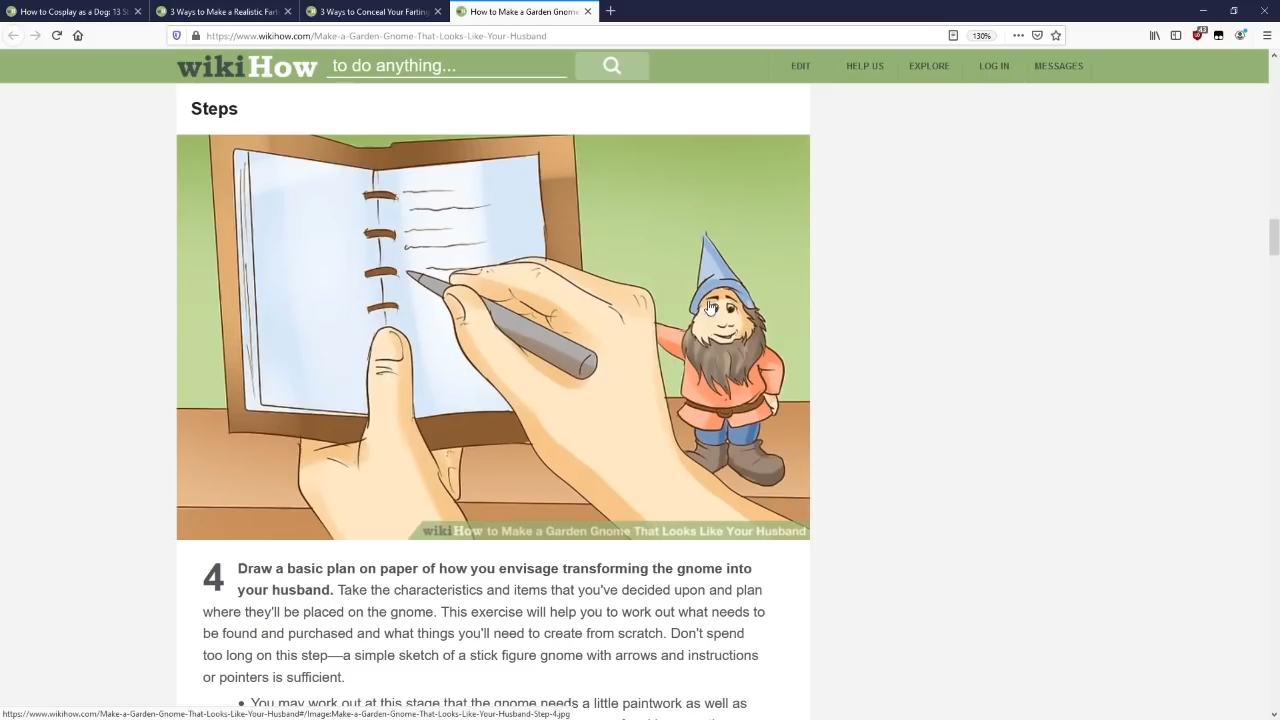 How to Cosplay as a Dog: 13 S
3 Ways to Make a Realistic Fart
3 Ways to Conceal Your Farting
How to Make a Garden Gnome
https://www.wikihow.com/Make-a-Garden-Gnome-That-Looks-Like-Your-Husband
130%
wikiHow
to do anything...
EDIT
HELP US
EXPLORE
LOG IN
MESSAGES
Steps
wikiHow to Make a Garden Gnome That Looks Like Your Husband
4
Draw a basic plan on paper of how you envisage transforming the gnome into
your husband. Take the characteristics and items that you've decided upon and plan
where they'll be placed on the gnome. This exercise will help you to work out what needs to
be found and purchased and what things you'll need to create from scratch. Don't spend
too long on this step—a simple sketch of a stick figure gnome with arrows and instructions
or pointers is sufficient.
• You may work out at this stage that the gnome needs a little paintwork as well as
https://www.wikihow.com/Make-a-Garden-Gnome-That-Looks-Like-Your-Husband#/Image:Make-a-Garden-Gnome-That-Looks-Like-Your-Husband-Step-4.jpg